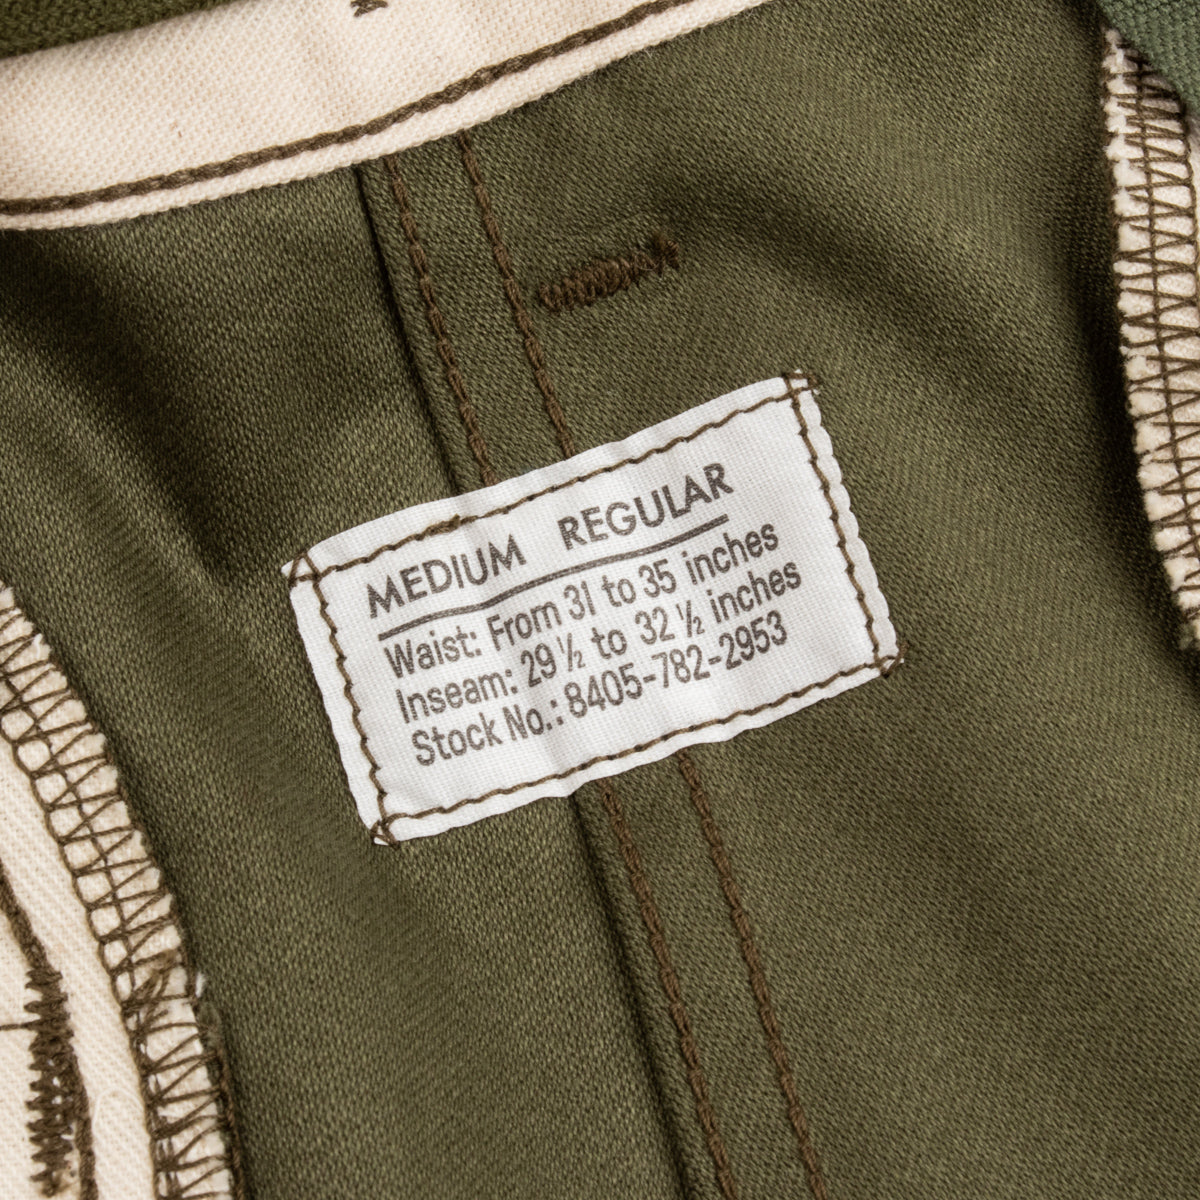 MEDIUM REGULAR
Waist: From 31 to 35 inches
Inseam: 29 ½ to 32 ½ inches
Stock No.: 8405-782-2953